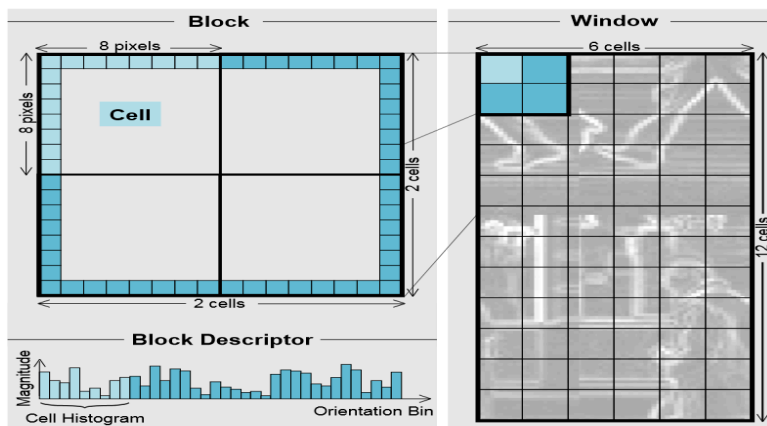 Block
8 pixels
8 pixels
Cell
2 cells
2 cells
Block Descriptor
Magnitude
Cell Histogram
Orientation Bin
Window
6 cells
12 cells